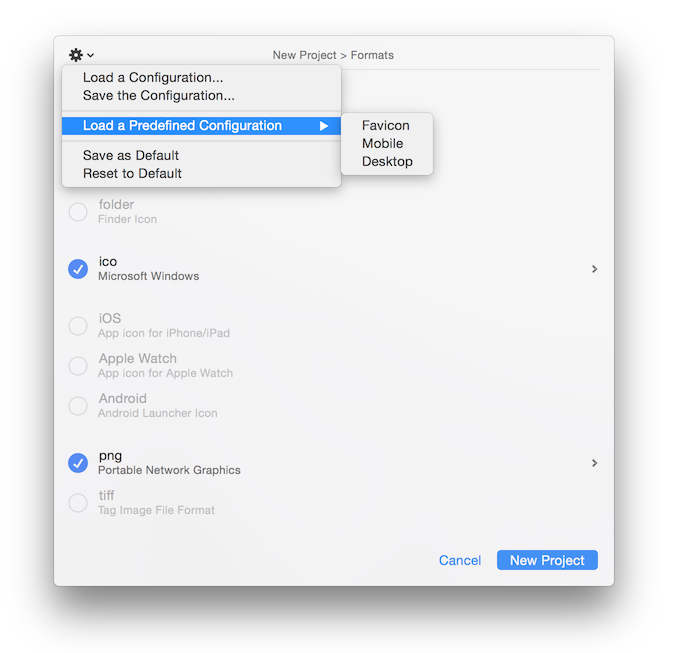 New Project > Formats
Load a Configuration...
Save the Configuration...
Load a Predefined Configuration
Favicon
Mobile
Desktop
Save as Default
Reset to Default
folder
Finder Icon
ico
Microsoft Windows
iOS
App icon for iPhone/iPad
Apple Watch
App icon for Apple Watch
Android
Android Launcher Icon
png
Portable Network Graphics
tiff
Tag Image File Format
Cancel
New Project